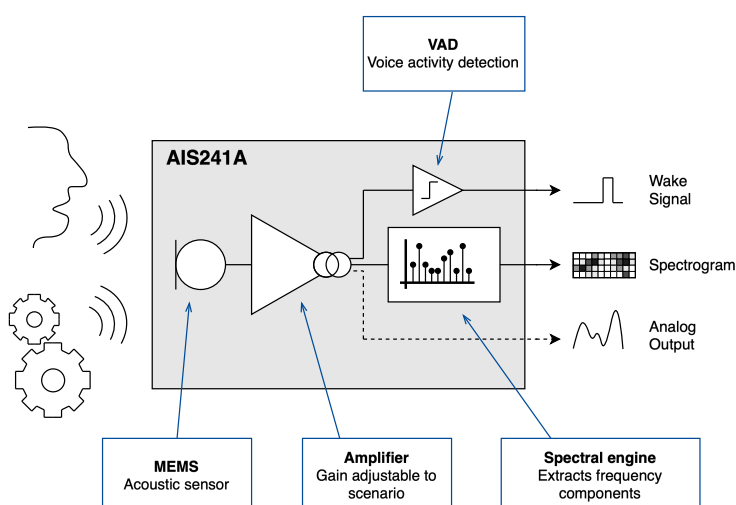 VAD
Voice activity detection
AIS241A
Wake
Signal
Spectrogram
Analog
Output
MEMS
Acoustic sensor
Amplifier
Gain adjustable to
scenario
Spectral engine
Extracts frequency
components